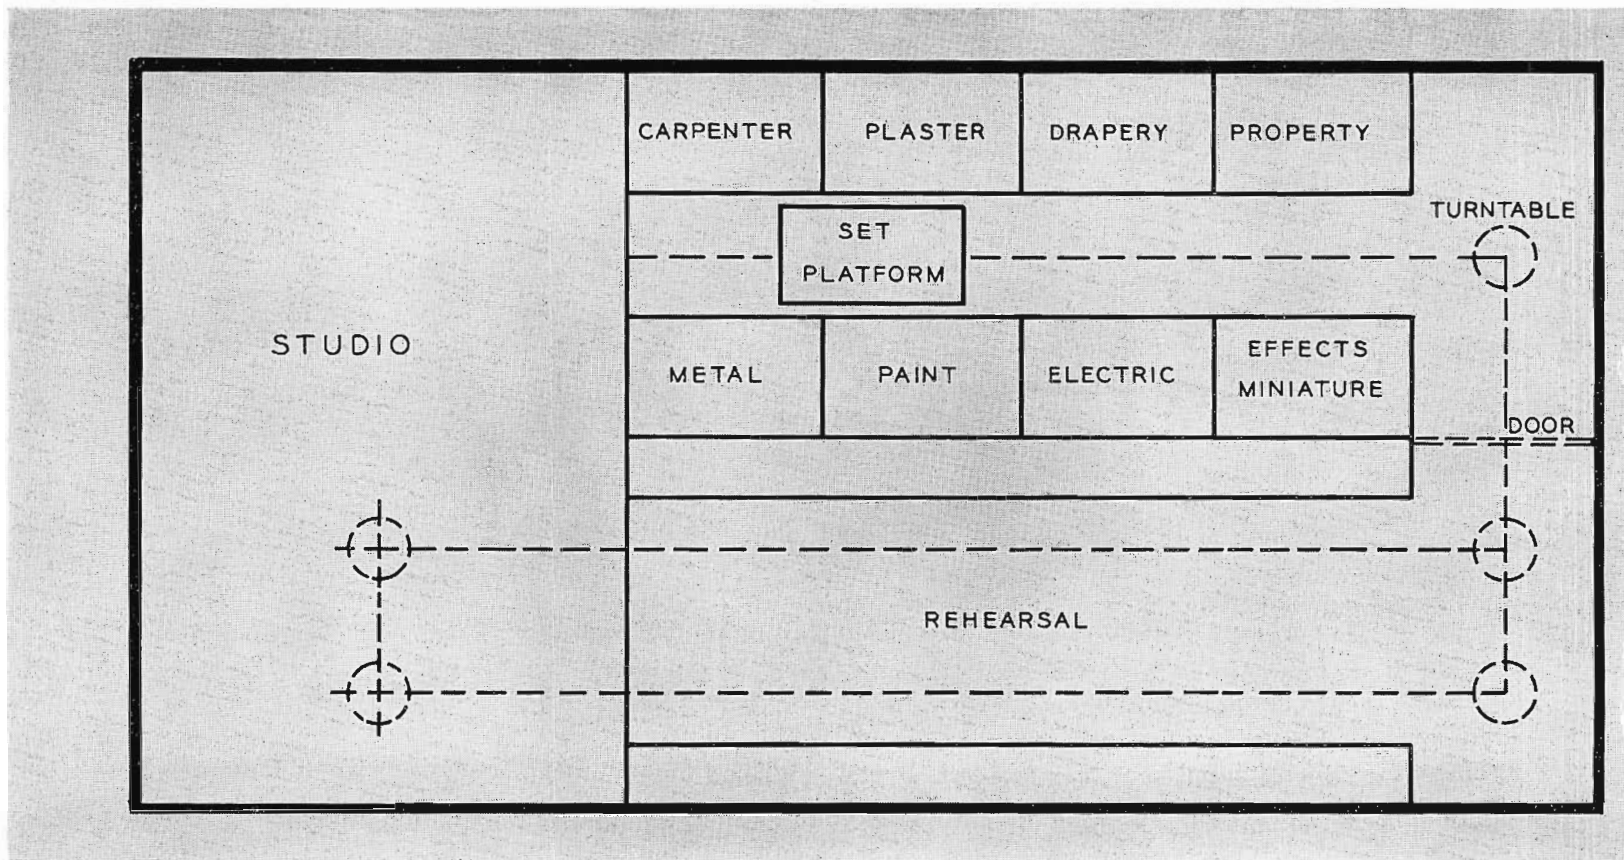 CARPENTER
PLASTER
DRAPERY
PROPERTY
TURNTABLE
SET
PLATFORM
STUDIO
METAL
PAINT
ELECTRIC
EFFECTS
MINIATURE
DOOR
REHEARSAL